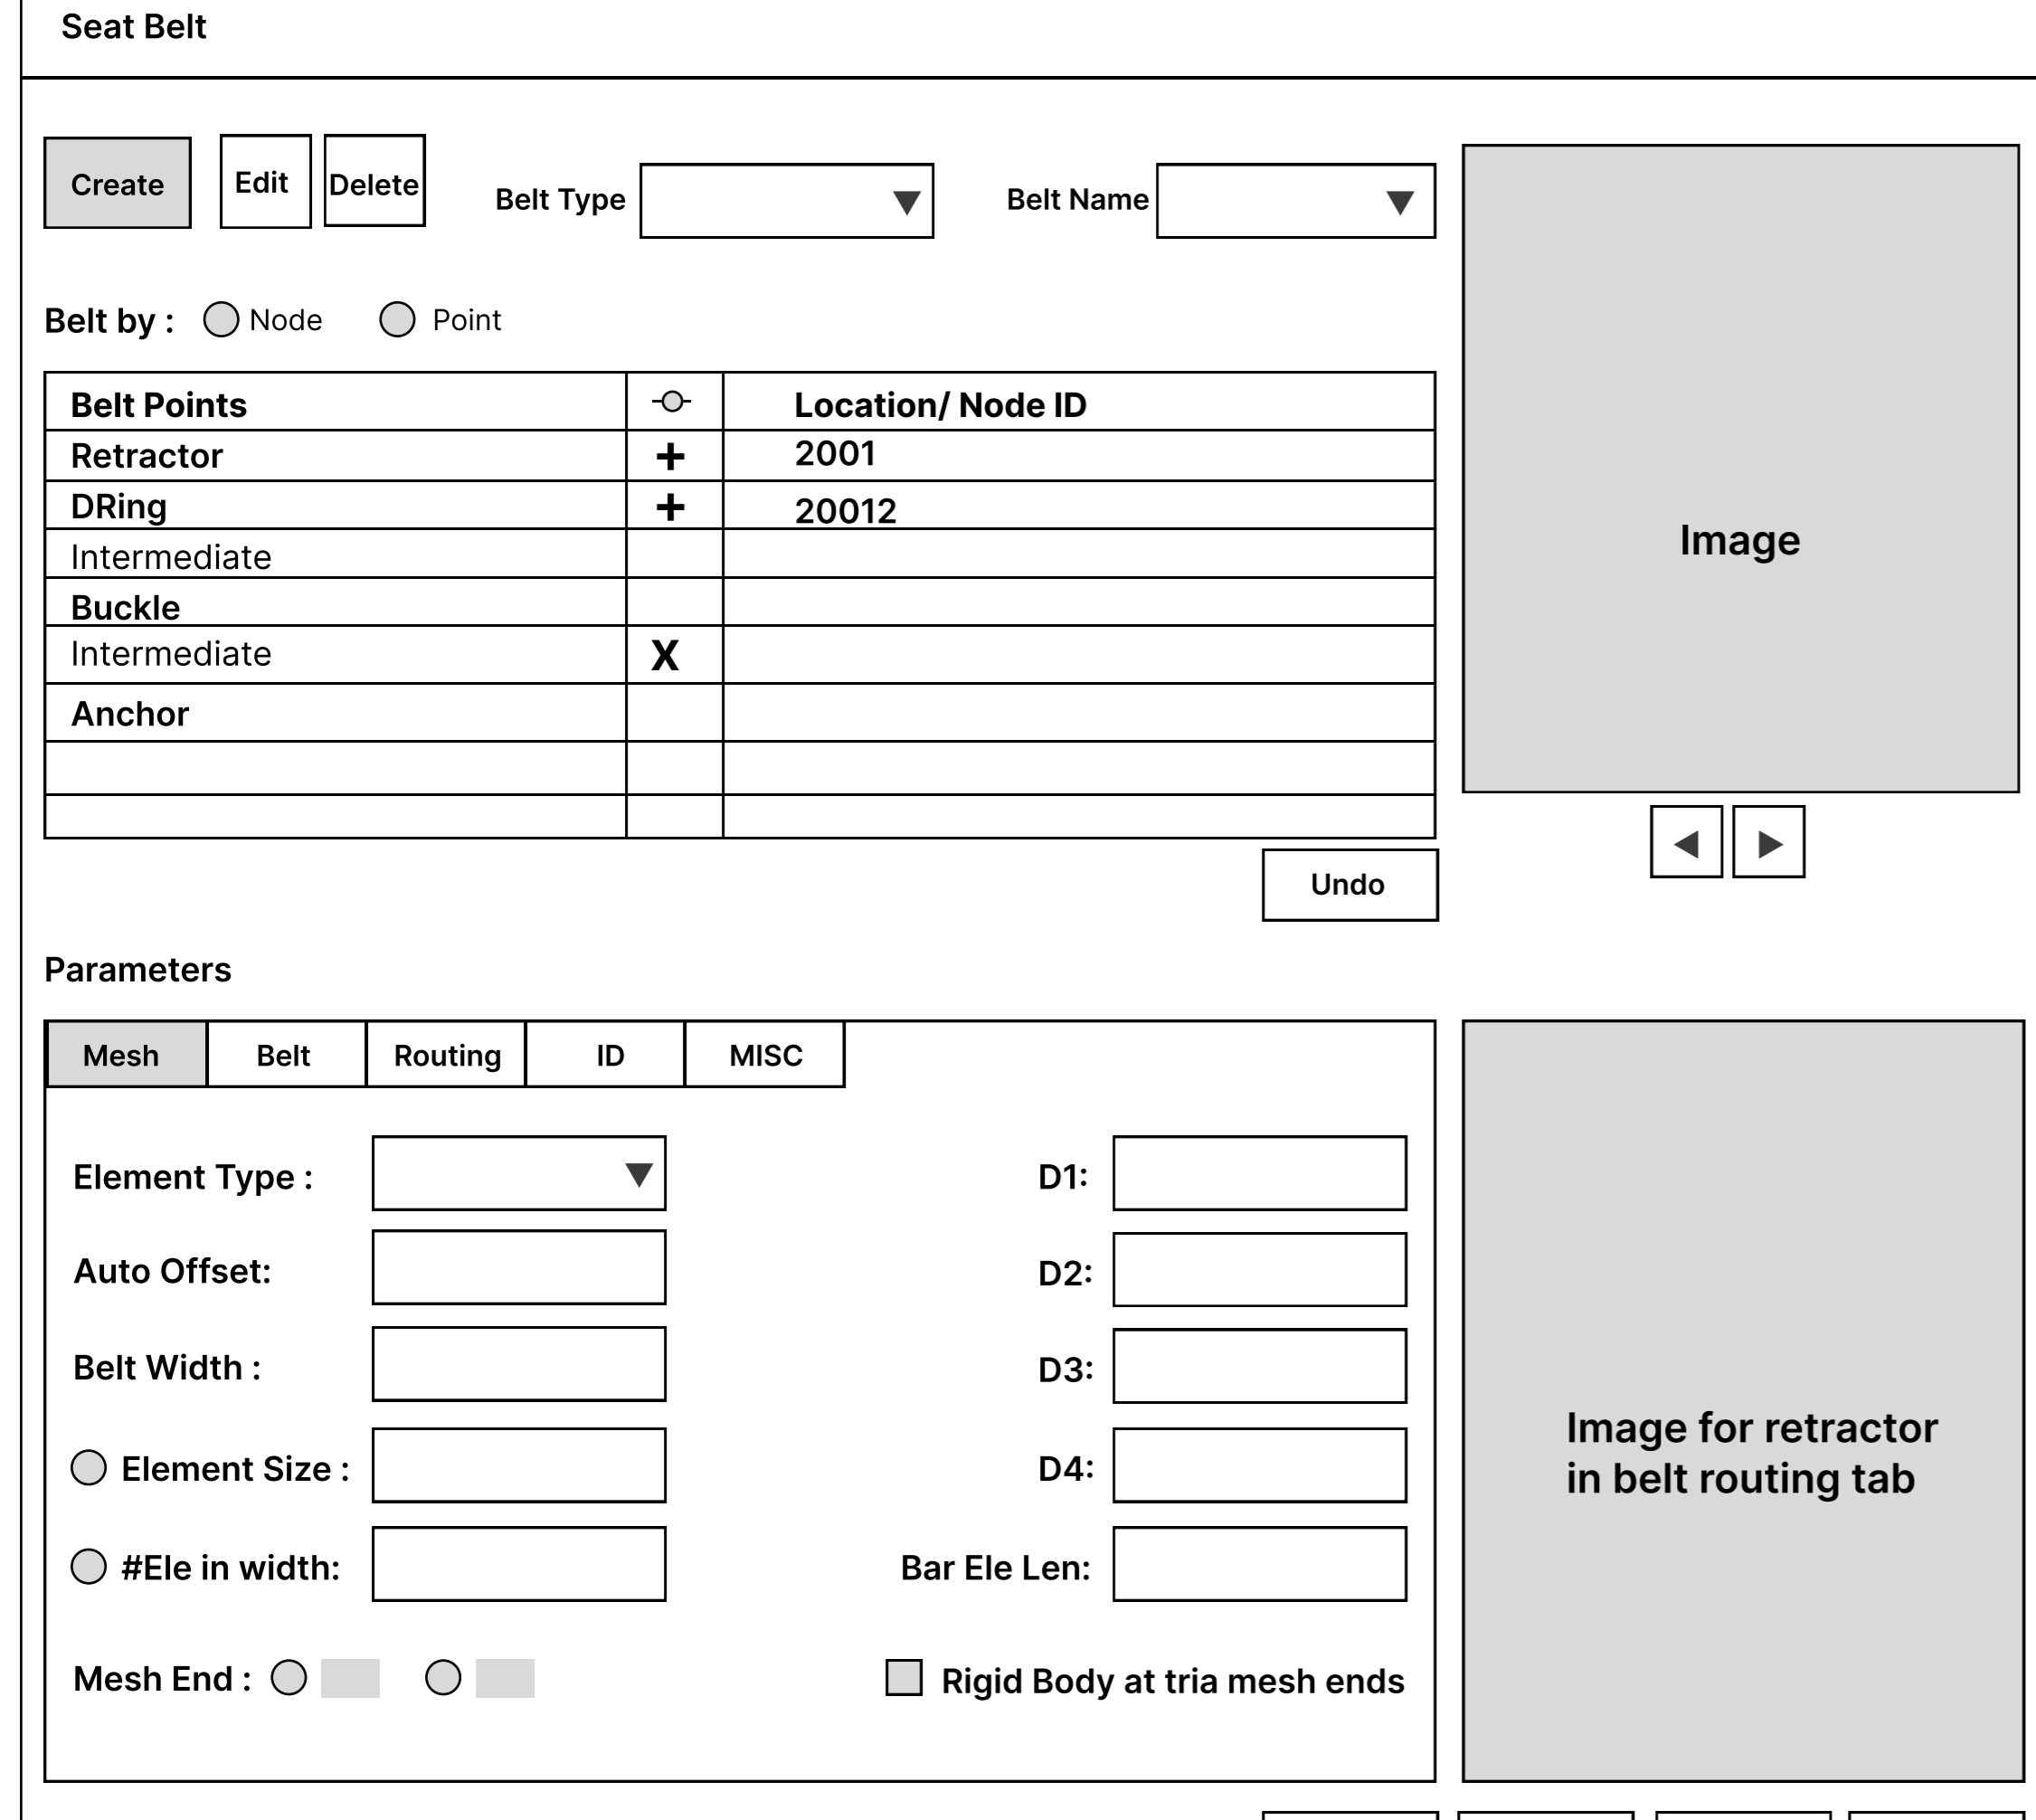 Seat Belt
Create
Edit
Delete
Belt Type
Belt Name
Belt by :
Node
Point
Belt Points
Location/ Node ID
Retractor
+
2001
DRing
+
20012
Intermediate
Buckle
Intermediate
X
Anchor
Image
Undo
Parameters
Mesh
Belt
Routing
ID
MISC
Element Type :
D1:
Auto Offset:
D2:
Belt Width :
D3:
Element Size :
D4:
#Ele in width:
Bar Ele Len:
Mesh End :
Rigid Body at tria mesh ends
Image for retractor
in belt routing tab